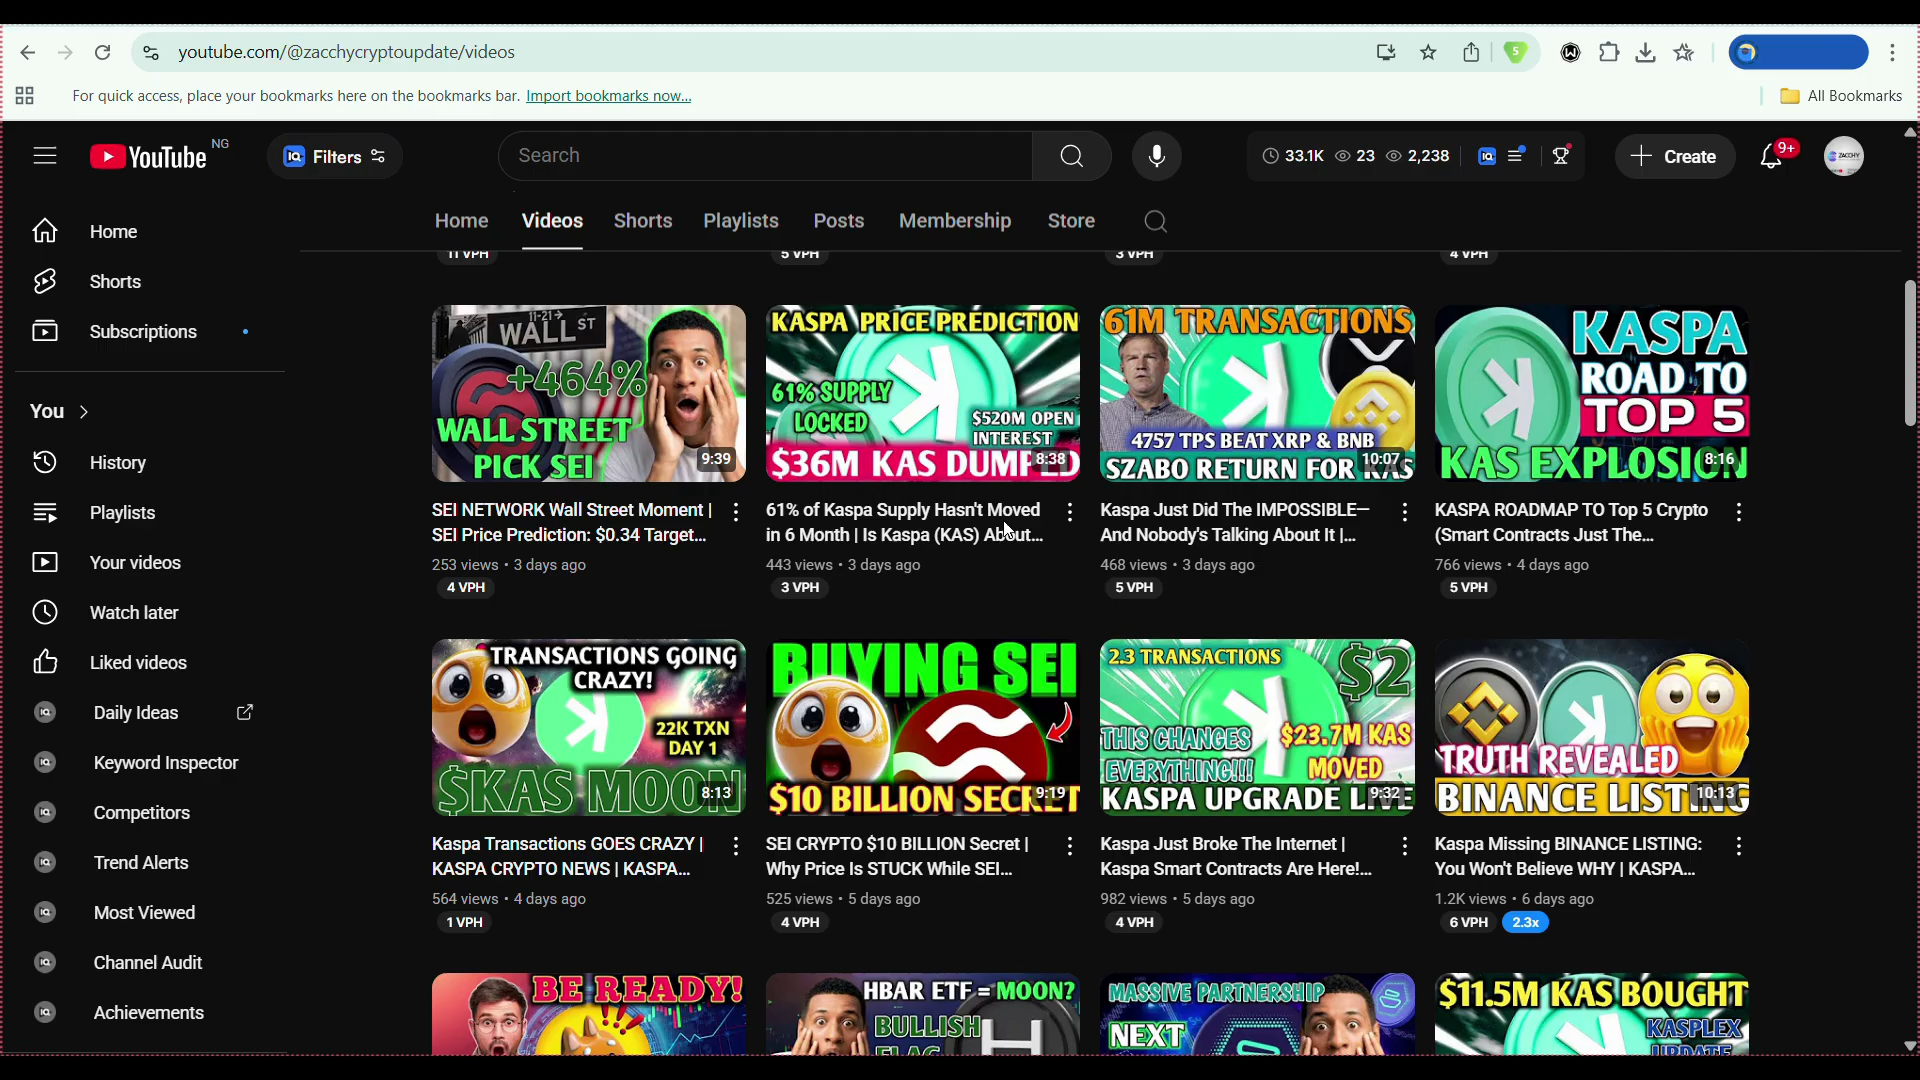 youtube.com/@zacchycryptoupdate/videos
5
For quick access, place your bookmarks here on the bookmarks bar. Import bookmarks now...
All Bookmarks
YouTube NG
IQ Filters
Search
33.1K 23 2,238
IQ
Create
9+
ZACCHY
Home Videos Shorts Playlists Posts Membership Store
11 VPH 5 VPH 3 VPH 4 VPH
Home
Shorts
Subscriptions
You
History
Playlists
Your videos
Watch later
Liked videos
IQ Daily Ideas
IQ Keyword Inspector
IQ Competitors
IQ Trend Alerts
IQ Most Viewed
IQ Channel Audit
IQ Achievements
11-21 WALL ST
+464%
WALL STREET
PICK SEI
9:39
SEI NETWORK Wall Street Moment |
SEI Price Prediction: $0.34 Target...
253 views • 3 days ago
4 VPH
KASPA PRICE PREDICTION
61% SUPPLY
LOCKED
$520M OPEN
INTEREST
$36M KAS DUMPED
8:38
61% of Kaspa Supply Hasn't Moved
in 6 Month | Is Kaspa (KAS) About...
443 views • 3 days ago
3 VPH
61M TRANSACTIONS
4757 TPS BEAT XRP & BNB
SZABO RETURN FOR KAS
10:07
Kaspa Just Did The IMPOSSIBLE—
And Nobody's Talking About It |...
468 views • 3 days ago
5 VPH
KASPA
ROAD TO
TOP 5
KAS EXPLOSION
8:16
KASPA ROADMAP TO Top 5 Crypto
(Smart Contracts Just The...
766 views • 4 days ago
5 VPH
TRANSACTIONS GOING
CRAZY!
22K TXN
DAY 1
$KAS MOON
8:13
Kaspa Transactions GOES CRAZY |
KASPA CRYPTO NEWS | KASPA...
564 views • 4 days ago
1 VPH
BUYING SEI
$10 BILLION SECRET
9:19
SEI CRYPTO $10 BILLION Secret |
Why Price Is STUCK While SEI...
525 views • 5 days ago
4 VPH
2.3 TRANSACTIONS
$2
THIS CHANGES
EVERYTHING!!!
$23.7M KAS
MOVED
KASPA UPGRADE LIVE
9:32
Kaspa Just Broke The Internet |
Kaspa Smart Contracts Are Here!...
982 views • 5 days ago
4 VPH
TRUTH REVEALED
BINANCE LISTING
10:13
Kaspa Missing BINANCE LISTING:
You Won't Believe WHY | KASPA...
1.2K views • 6 days ago
6 VPH 2.3x
BE READY!
HBAR ETF = MOON?
BULLISH
FLAG
MASSIVE PARTNERSHIP
NEXT
$11.5M KAS BOUGHT
KASPLEX
UPDATE